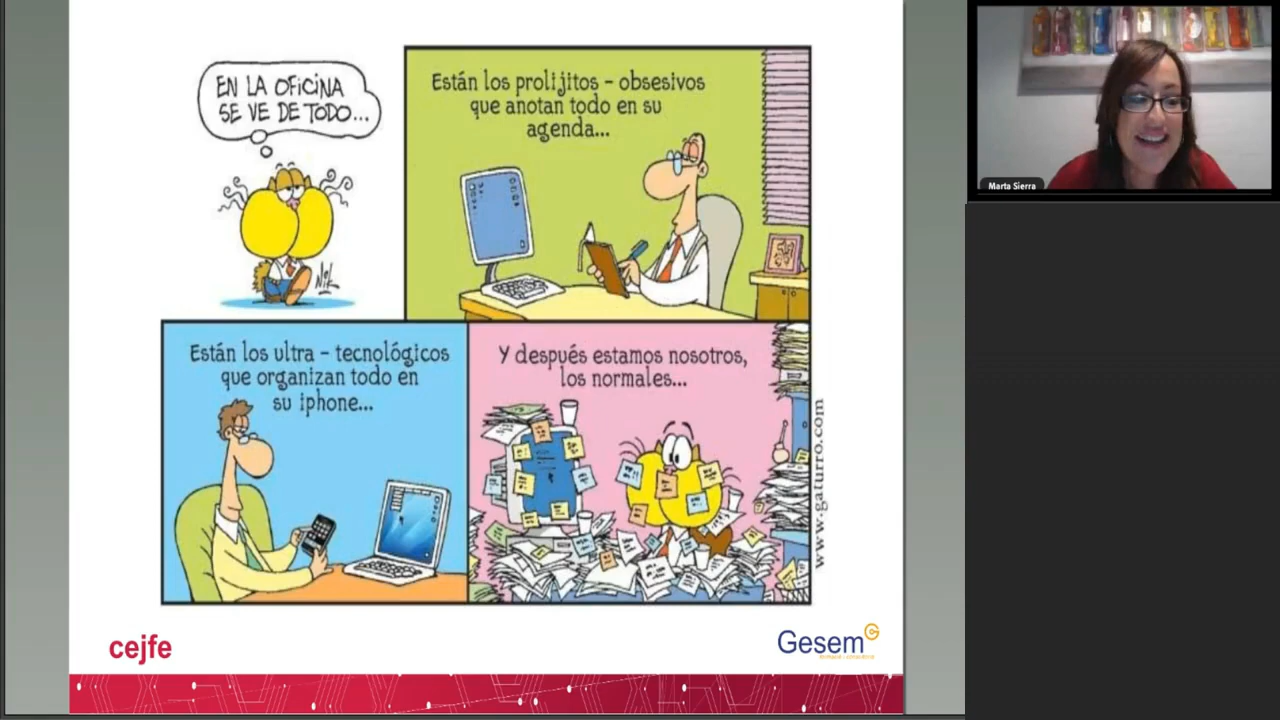 EN LA OFICINA
SE VE DE TODO...
Nik
Están los prolijitos - obsesivos
que anotan todo en su
agenda...
Están los ultra - tecnológicos
que organizan todo en
su iphone...
Y después estamos nosotros,
los normales...
www.gaturro.com
cejfe
Gesem
Marta Sierra